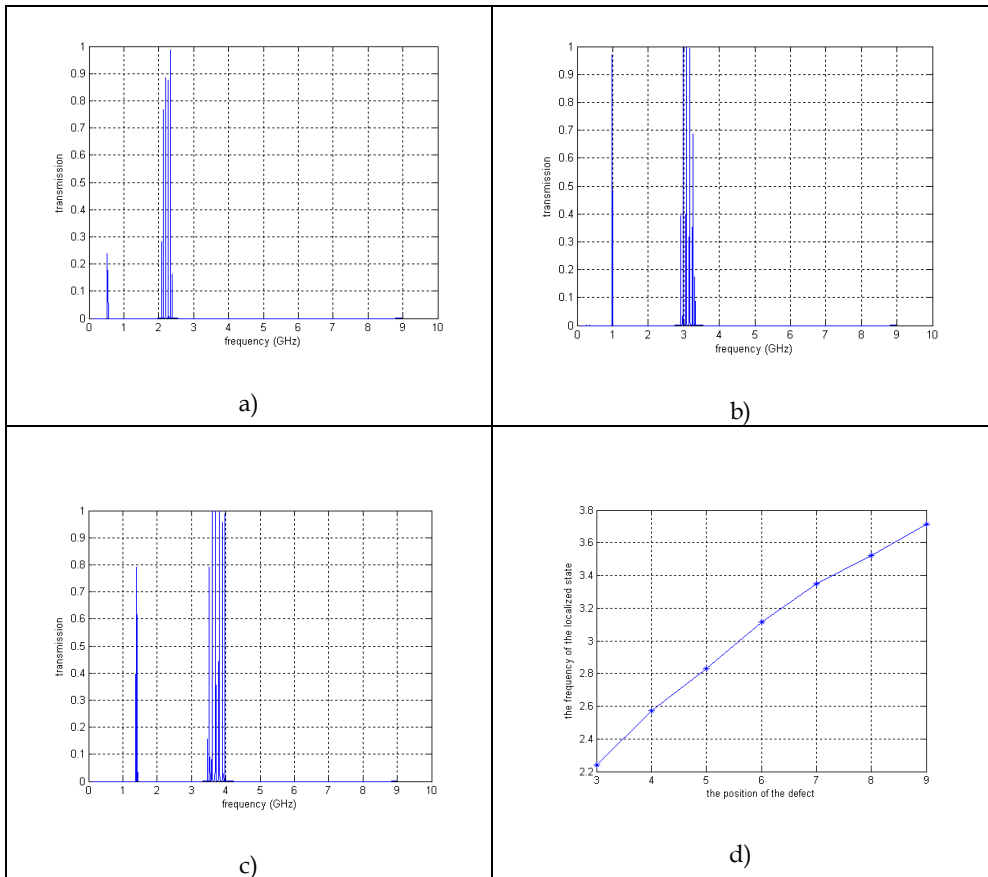 1
0.9
0.8
0.7
0.6
0.5
0.4
0.3
0.2
0.1
0
transmission
0 1 2 3 4 5 6 7 8 9 10
frequency (GHz)
a)
1
0.9
0.8
0.7
0.6
0.5
0.4
0.3
0.2
0.1
0
transmission
0 1 2 3 4 5 6 7 8 9 10
frequency (GHz)
b)
1
0.9
0.8
0.7
0.6
0.5
0.4
0.3
0.2
0.1
0
transmission
0 1 2 3 4 5 6 7 8 9 10
frequency (GHz)
c)
3.8
3.6
3.4
3.2
3
2.8
2.6
2.4
2.2
the frequency of the localized state
3 4 5 6 7 8 9
the position of the defect
d)